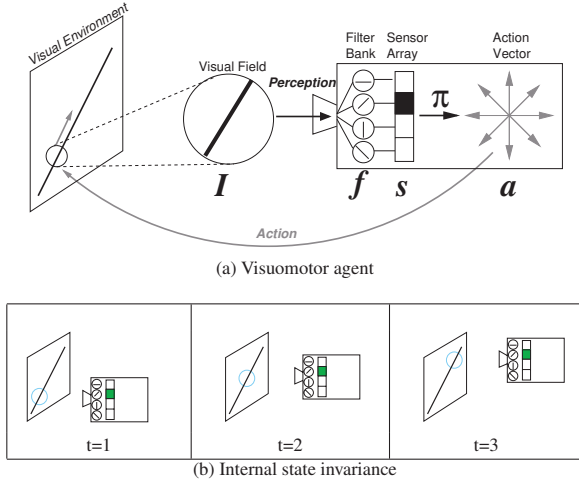 Visual Environment
Visual Field
Perception
Filter Bank
Sensor Array
Action Vector
π
I
f
s
a
Action
(a) Visuomotor agent
t=1
t=2
t=3
(b) Internal state invariance